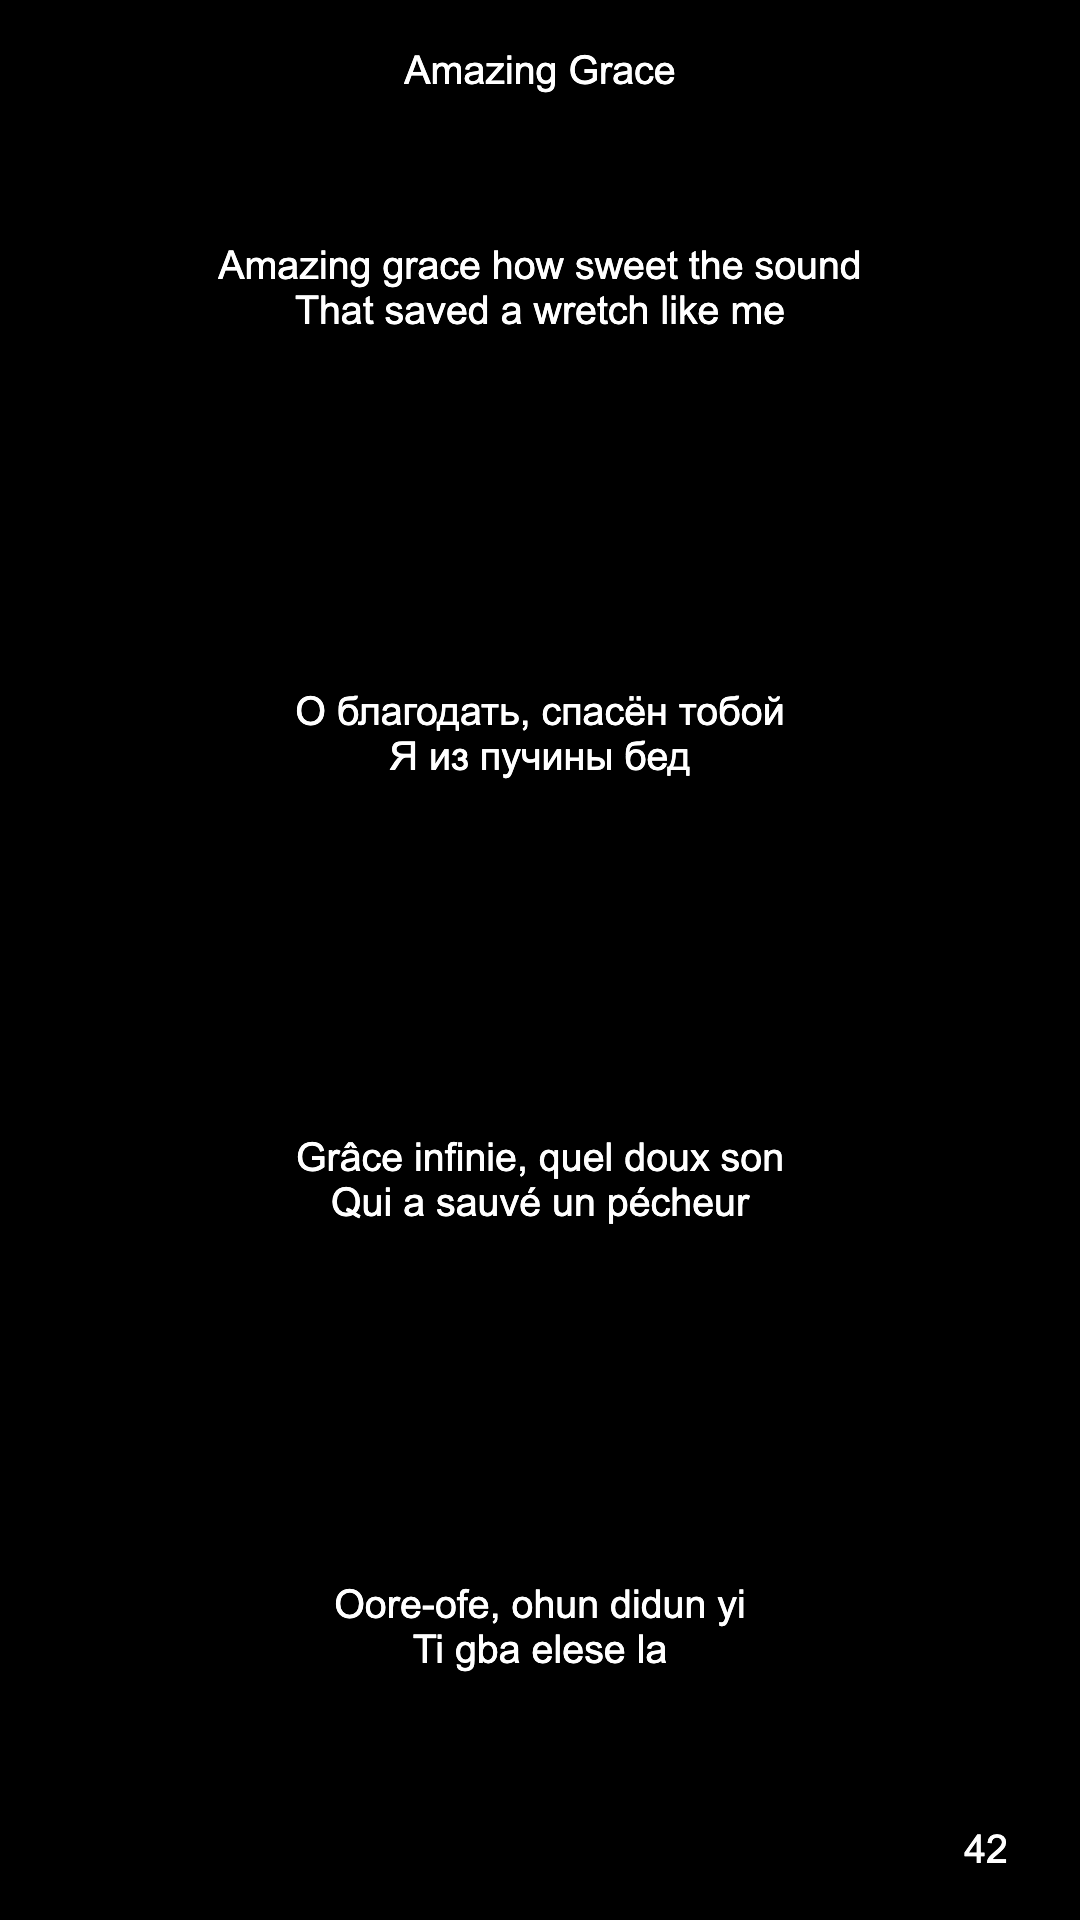 Amazing Grace
Amazing grace how sweet the sound
That saved a wretch like me
О благодать, спасён тобой
Я из пучины бед
Grâce infinie, quel doux son
Qui a sauvé un pécheur
Oore-ofe, ohun didun yi
Ti gba elese la
42